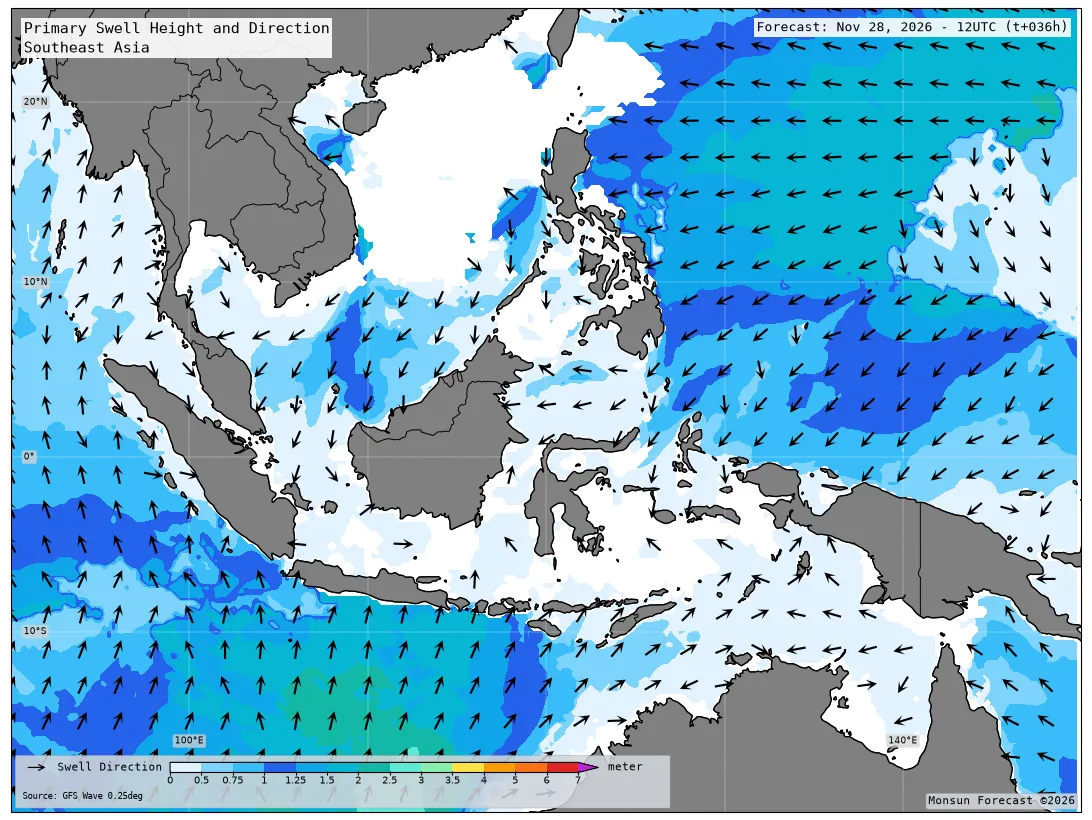 Primary Swell Height and Direction
Southeast Asia
Forecast: Nov 28, 2026 - 12UTC (t+036h)
20°N
10°N
0°
10°S
100°E
140°E
Swell Direction
0 0.5 0.75 1 1.25 1.5 2 2.5 3 3.5 4 5 6 7
meter
Source: GFS Wave 0.25deg
Monsun Forecast ©2026